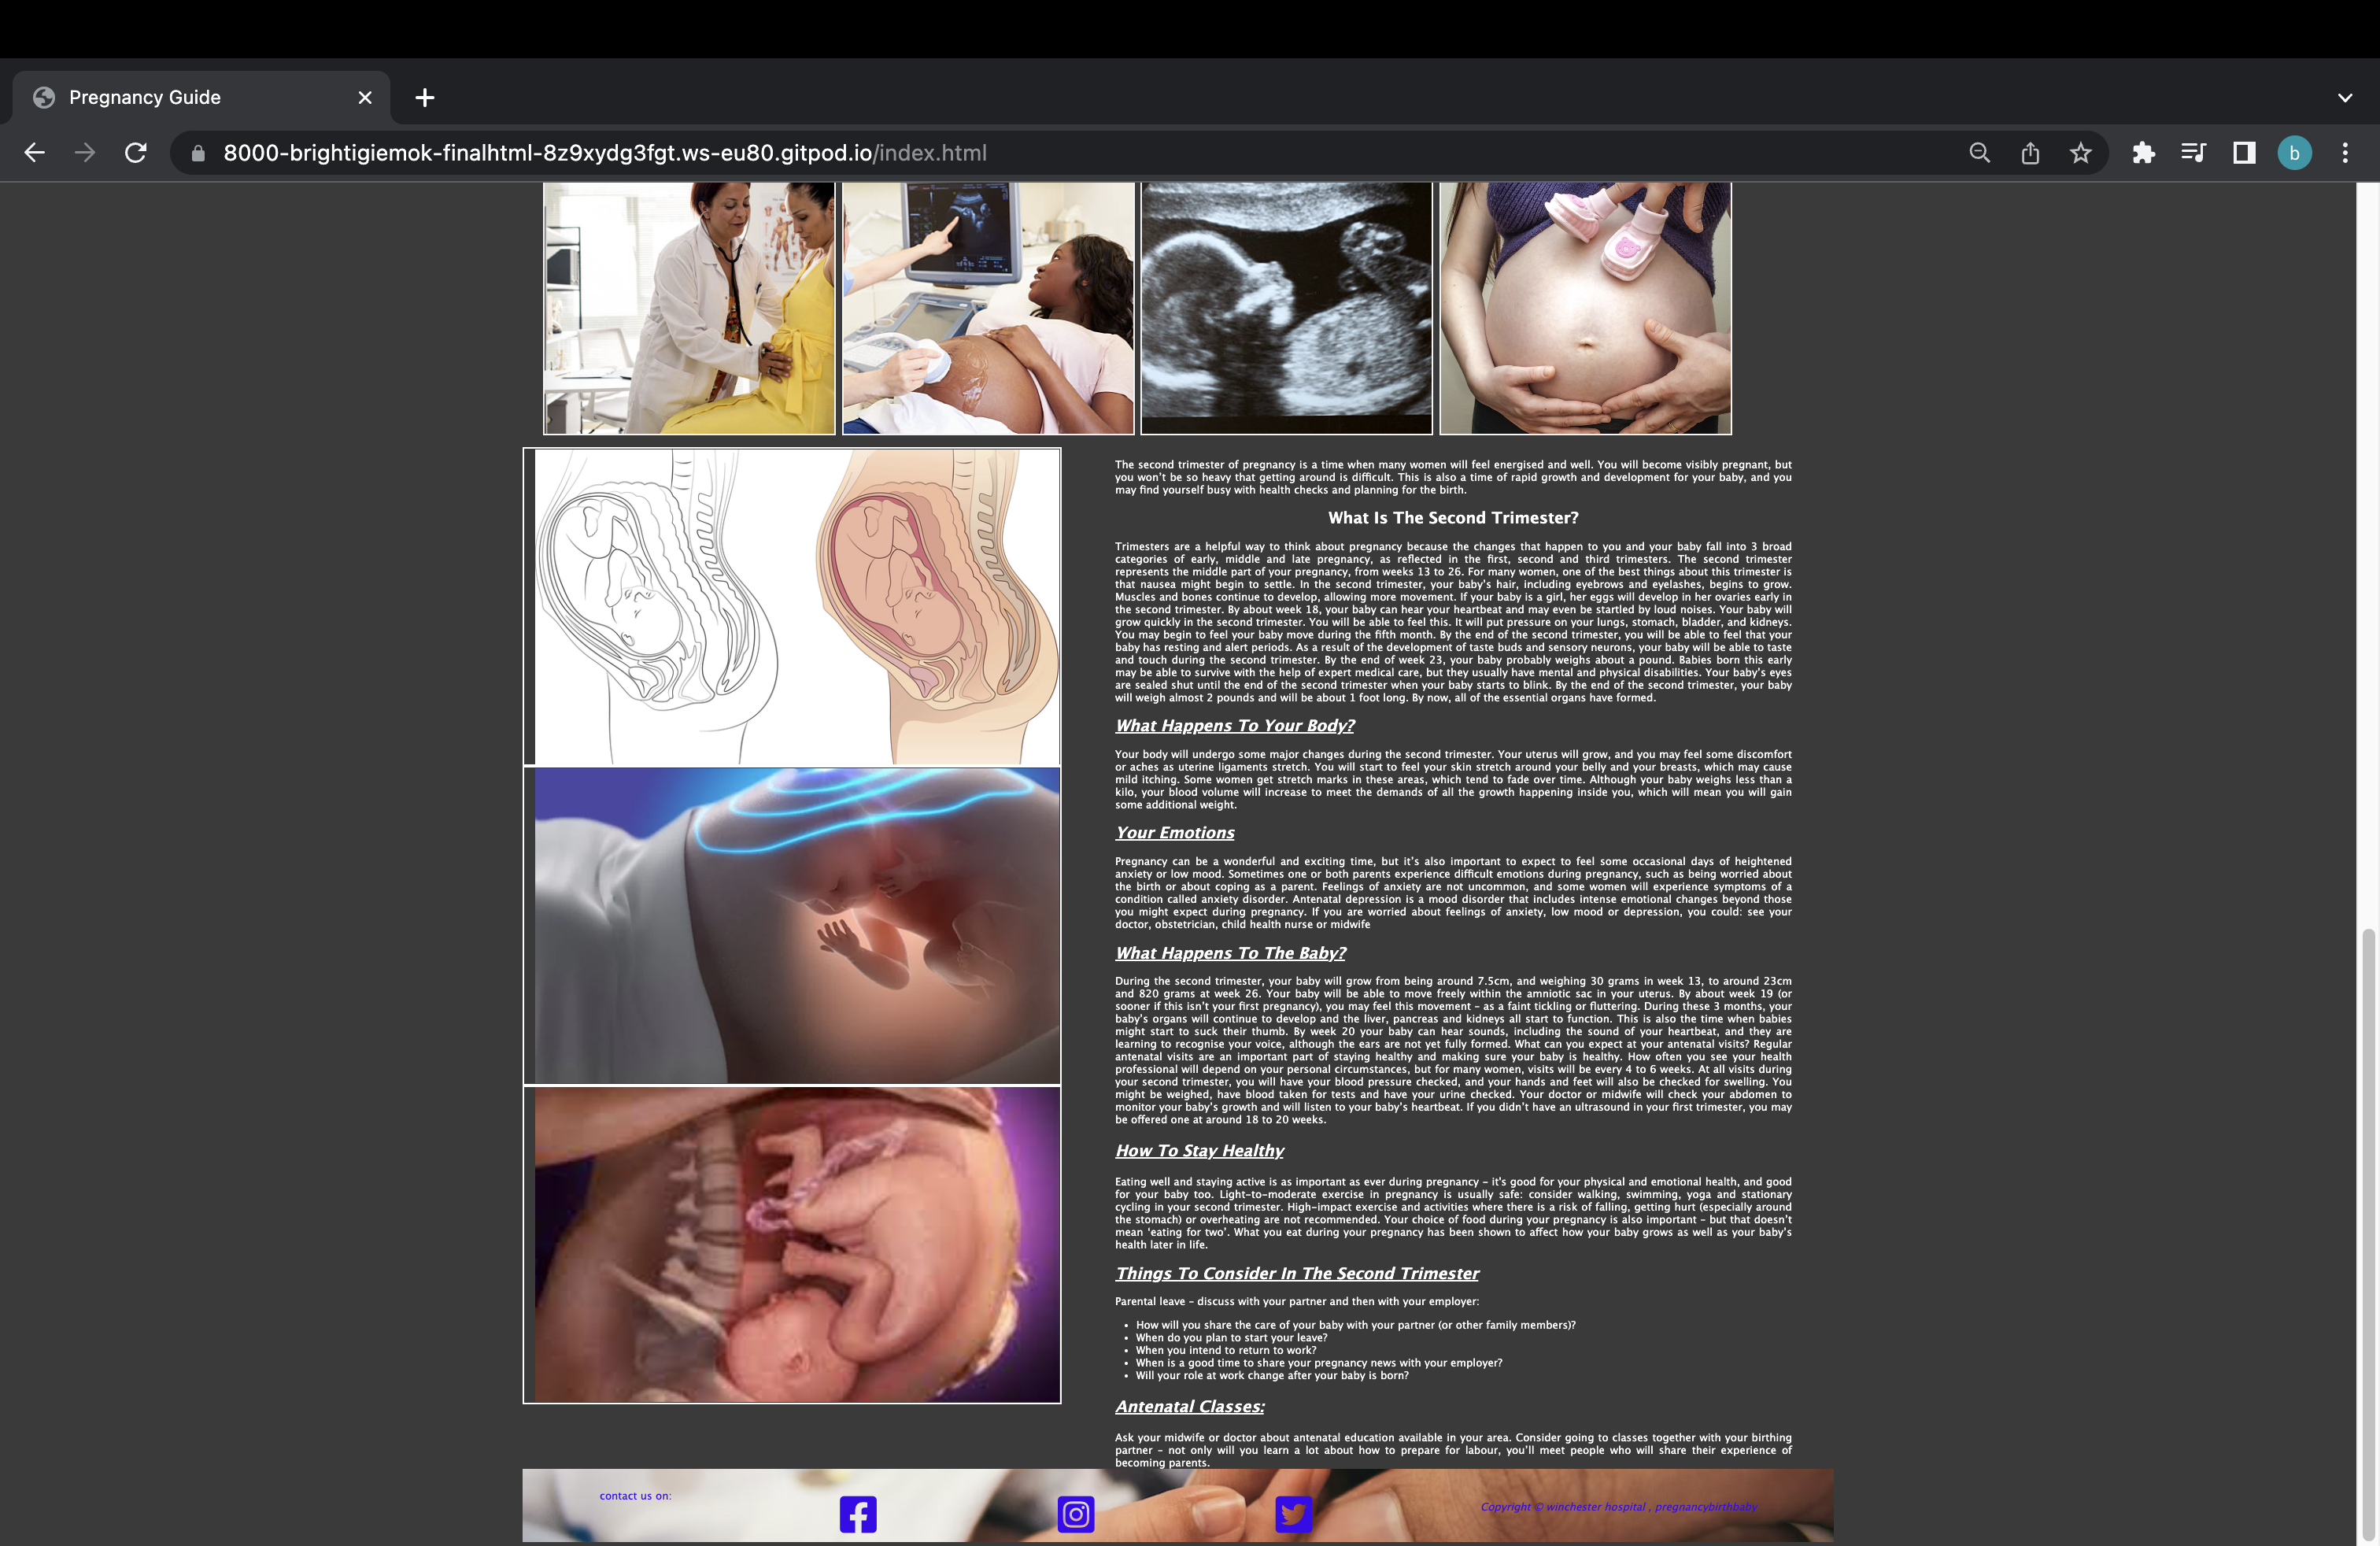 Pregnancy Guide
8000-brightigiemok-finalhtml-8z9xydg3fgt.ws-eu80.gitpod.io/index.html
b
The second trimester of pregnancy is a time when many women will feel energised and well. You will become visibly pregnant, but
you won't be so heavy that getting around is difficult. This is also a time of rapid growth and development for your baby, and you
may find yourself busy with health checks and planning for the birth.
What Is The Second Trimester?
Trimesters are a helpful way to think about pregnancy because the changes that happen to you and your baby fall into 3 broad
categories of early, middle and late pregnancy, as reflected in the first, second and third trimesters. The second trimester
represents the middle part of your pregnancy, from weeks 13 to 26. For many women, one of the best things about this trimester is
that nausea might begin to settle. In the second trimester, your baby's hair, including eyebrows and eyelashes, begins to grow.
Muscles and bones continue to develop, allowing more movement. If your baby is a girl, her eggs will develop in her ovaries early in
the second trimester. By about week 18, your baby can hear your heartbeat and may even be startled by loud noises. Your baby will
grow quickly in the second trimester. You will be able to feel this. It will put pressure on your lungs, stomach, bladder, and kidneys.
You may begin to feel your baby move during the fifth month. By the end of the second trimester, you will be able to feel that your
baby has resting and alert periods. As a result of the development of taste buds and sensory neurons, your baby will be able to taste
and touch during the second trimester. By the end of week 23, your baby probably weighs about a pound. Babies born this early
may be able to survive with the help of expert medical care, but they usually have mental and physical disabilities. Your baby's eyes
are sealed shut until the end of the second trimester when your baby starts to blink. By the end of the second trimester, your baby
will weigh almost 2 pounds and will be about 1 foot long. By now, all of the essential organs have formed.
What Happens To Your Body?
Your body will undergo some major changes during the second trimester. Your uterus will grow, and you may feel some discomfort
or aches as uterine ligaments stretch. You will start to feel your skin stretch around your belly and your breasts, which may cause
mild itching. Some women get stretch marks in these areas, which tend to fade over time. Although your baby weighs less than a
kilo, your blood volume will increase to meet the demands of all the growth happening inside you, which will mean you will gain
some additional weight.
Your Emotions
Pregnancy can be a wonderful and exciting time, but it's also important to expect to feel some occasional days of heightened
anxiety or low mood. Sometimes one or both parents experience difficult emotions during pregnancy, such as being worried about
the birth or about coping as a parent. Feelings of anxiety are not uncommon, and some women will experience symptoms of a
condition called anxiety disorder. Antenatal depression is a mood disorder that includes intense emotional changes beyond those
you might expect during pregnancy. If you are worried about feelings of anxiety, low mood or depression, you could: see your
doctor, obstetrician, child health nurse or midwife
What Happens To The Baby?
During the second trimester, your baby will grow from being around 7.5cm, and weighing 30 grams in week 13, to around 23cm
and 820 grams at week 26. Your baby will be able to move freely within the amniotic sac in your uterus. By about week 19 (or
sooner if this isn't your first pregnancy), you may feel this movement – as a faint tickling or fluttering. During these 3 months, your
baby's organs will continue to develop and the liver, pancreas and kidneys all start to function. This is also the time when babies
might start to suck their thumb. By week 20 your baby can hear sounds, including the sound of your heartbeat, and they are
learning to recognise your voice, although the ears are not yet fully formed. What can you expect at your antenatal visits? Regular
antenatal visits are an important part of staying healthy and making sure your baby is healthy. How often you see your health
professional will depend on your personal circumstances, but for many women, visits will be every 4 to 6 weeks. At all visits during
your second trimester, you will have your blood pressure checked, and your hands and feet will also be checked for swelling. You
might be weighed, have blood taken for tests and have your urine checked. Your doctor or midwife will check your abdomen to
monitor your baby's growth and will listen to your baby's heartbeat. If you didn't have an ultrasound in your first trimester, you may
be offered one at around 18 to 20 weeks.
How To Stay Healthy
Eating well and staying active is as important as ever during pregnancy – it's good for your physical and emotional health, and good
for your baby too. Light-to-moderate exercise in pregnancy is usually safe: consider walking, swimming, yoga and stationary
cycling in your second trimester. High-impact exercise and activities where there is a risk of falling, getting hurt (especially around
the stomach) or overheating are not recommended. Your choice of food during your pregnancy is also important – but that doesn't
mean 'eating for two'. What you eat during your pregnancy has been shown to affect how your baby grows as well as your baby's
health later in life.
Things To Consider In The Second Trimester
Parental leave – discuss with your partner and then with your employer:
• How will you share the care of your baby with your partner (or other family members)?
• When do you plan to start your leave?
• When you intend to return to work?
• When is a good time to share your pregnancy news with your employer?
• Will your role at work change after your baby is born?
Antenatal Classes:
Ask your midwife or doctor about antenatal education available in your area. Consider going to classes together with your birthing
partner – not only will you learn a lot about how to prepare for labour, you'll meet people who will share their experience of
becoming parents.
contact us on:
Copyright © winchester hospital , pregnancybirthbaby